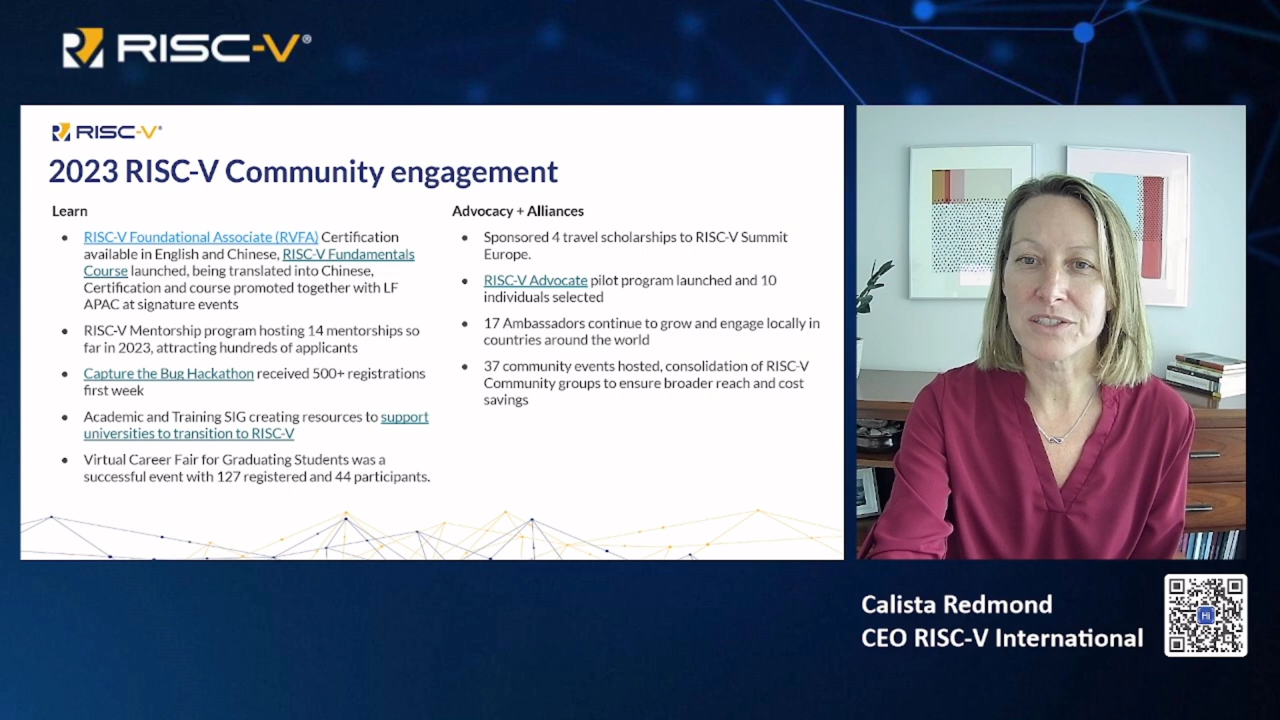 RISC-V®
RISC-V®
2023 RISC-V Community engagement
Learn
• RISC-V Foundational Associate (RVFA) Certification
available in English and Chinese, RISC-V Fundamentals
Course launched, being translated into Chinese,
Certification and course promoted together with LF
APAC at signature events
• RISC-V Mentorship program hosting 14 mentorships so
far in 2023, attracting hundreds of applicants
• Capture the Bug Hackathon received 500+ registrations
first week
• Academic and Training SIG creating resources to support
universities to transition to RISC-V
• Virtual Career Fair for Graduating Students was a
successful event with 127 registered and 44 participants.
Advocacy + Alliances
• Sponsored 4 travel scholarships to RISC-V Summit
Europe.
• RISC-V Advocate pilot program launched and 10
individuals selected
• 17 Ambassadors continue to grow and engage locally in
countries around the world
• 37 community events hosted, consolidation of RISC-V
Community groups to ensure broader reach and cost
savings
Calista Redmond
CEO RISC-V International
Hi